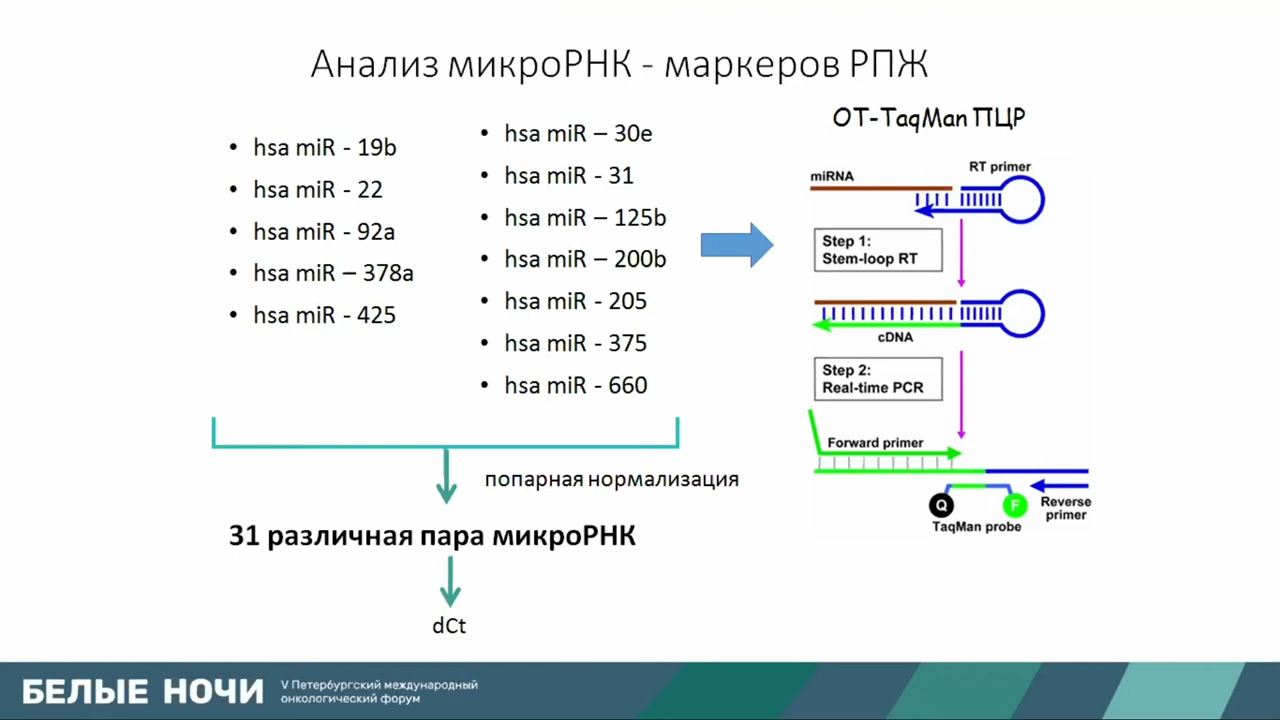 Анализ микроРНК - маркеров РПЖ
• hsa miR - 19b
• hsa miR - 22
• hsa miR - 92a
• hsa miR – 378a
• hsa miR - 425
• hsa miR – 30e
• hsa miR - 31
• hsa miR – 125b
• hsa miR – 200b
• hsa miR - 205
• hsa miR - 375
• hsa miR - 660
попарная нормализация
31 различная пара микроРНК
dCt
ОТ-TaqMan ПЦР
miRNA
RT primer
Step 1:
Stem-loop RT
cDNA
Step 2:
Real-time PCR
Forward primer
Q
F
Reverse
primer
TaqMan probe
БЕЛЫЕ НОЧИ
V Петербургский международный
онкологический форум